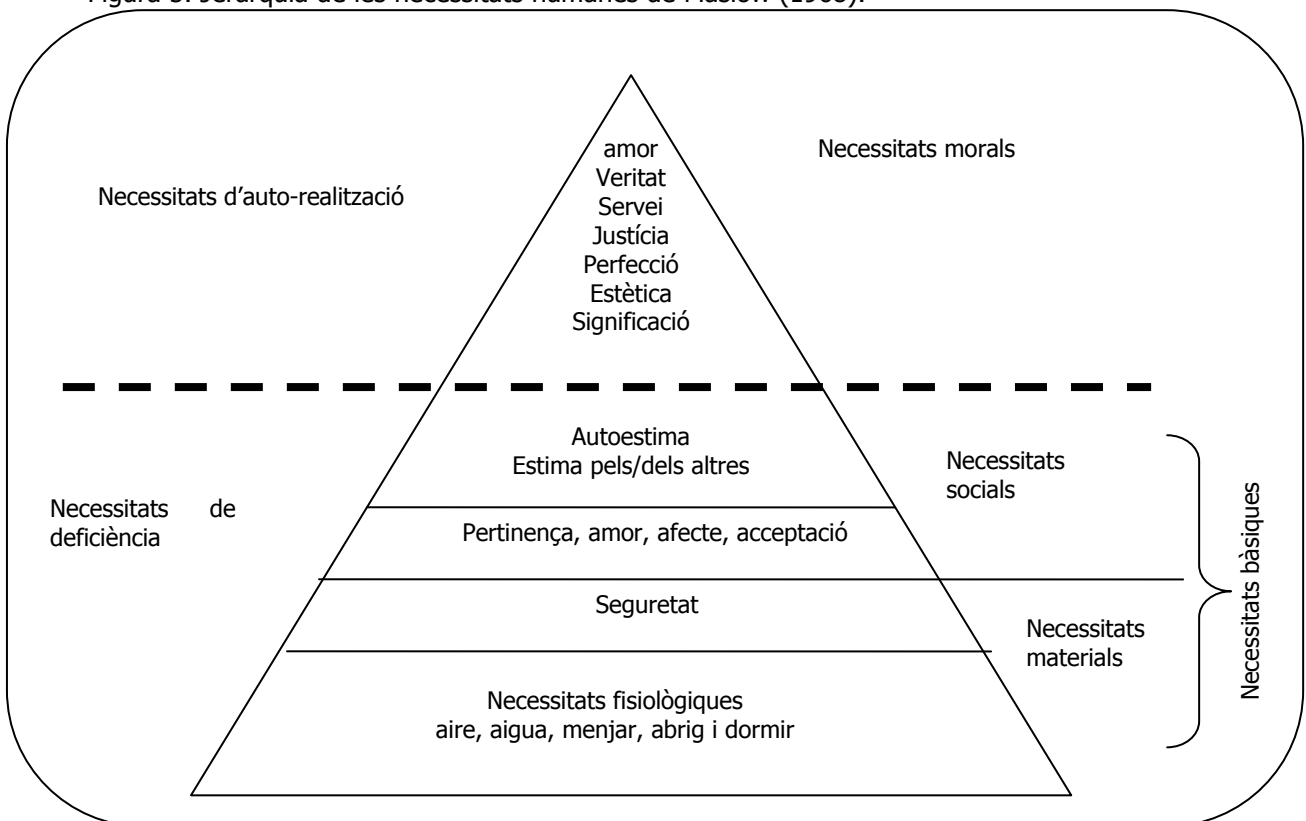 Figura 3. Jerarquia de les necessitats humanes de Maslow (1968).
amor
Veritat
Servei
Justícia
Perfecció
Estètica
Significació
Necessitats morals
Necessitats d'auto-realització
Autoestima
Estima pels/dels altres
Necessitats
socials
Necessitats de
deficiència
Pertinença, amor, afecte, acceptació
Seguretat
Necessitats
materials
Necessitats fisiològiques
aire, aigua, menjar, abrig i dormir
Necessitats bàsiques